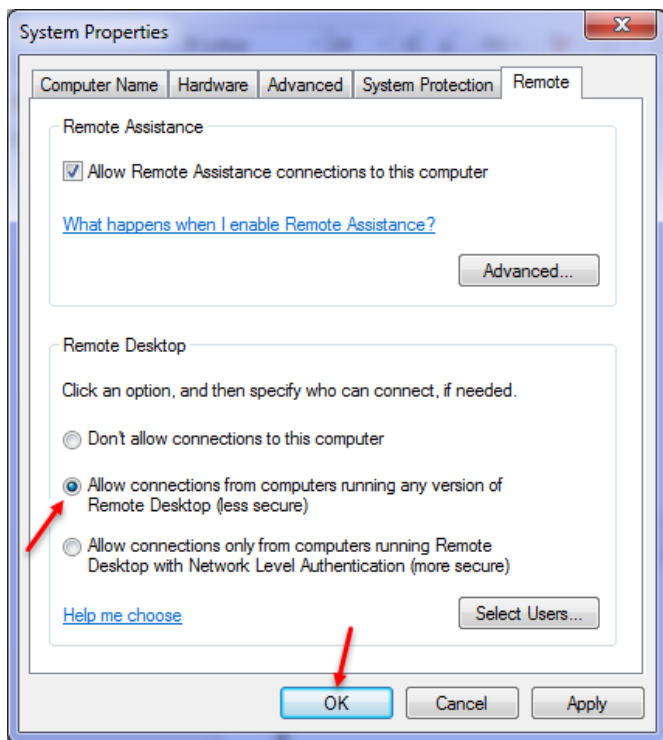 System Properties
Computer Name Hardware Advanced System Protection Remote
Remote Assistance
Allow Remote Assistance connections to this computer
What happens when I enable Remote Assistance?
Advanced...
Remote Desktop
Click an option, and then specify who can connect, if needed.
Don't allow connections to this computer
Allow connections from computers running any version of
Remote Desktop (less secure)
Allow connections only from computers running Remote
Desktop with Network Level Authentication (more secure)
Help me choose
Select Users...
OK Cancel Apply